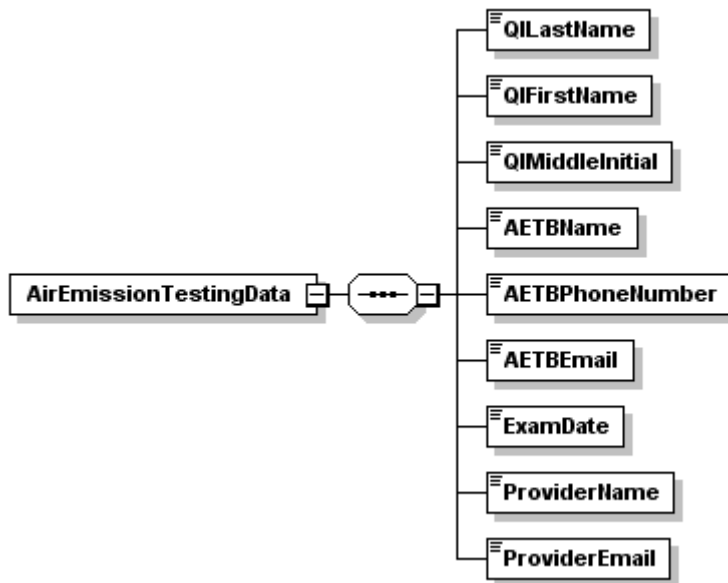 QILastName
QIFirstName
QIMiddleInitial
AETBName
AirEmissionTestingData
AETBPhoneNumber
AETBEmail
ExamDate
ProviderName
ProviderEmail